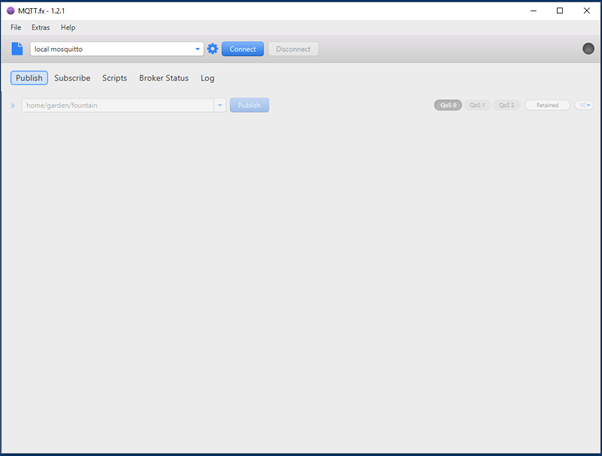 MQTT.fx - 1.2.1
File Extras Help
local mosquitto Connect Disconnect
Publish Subscribe Scripts Broker Status Log
home/garden/fountain Publish QoS 0 QoS 1 QoS 2 Retained